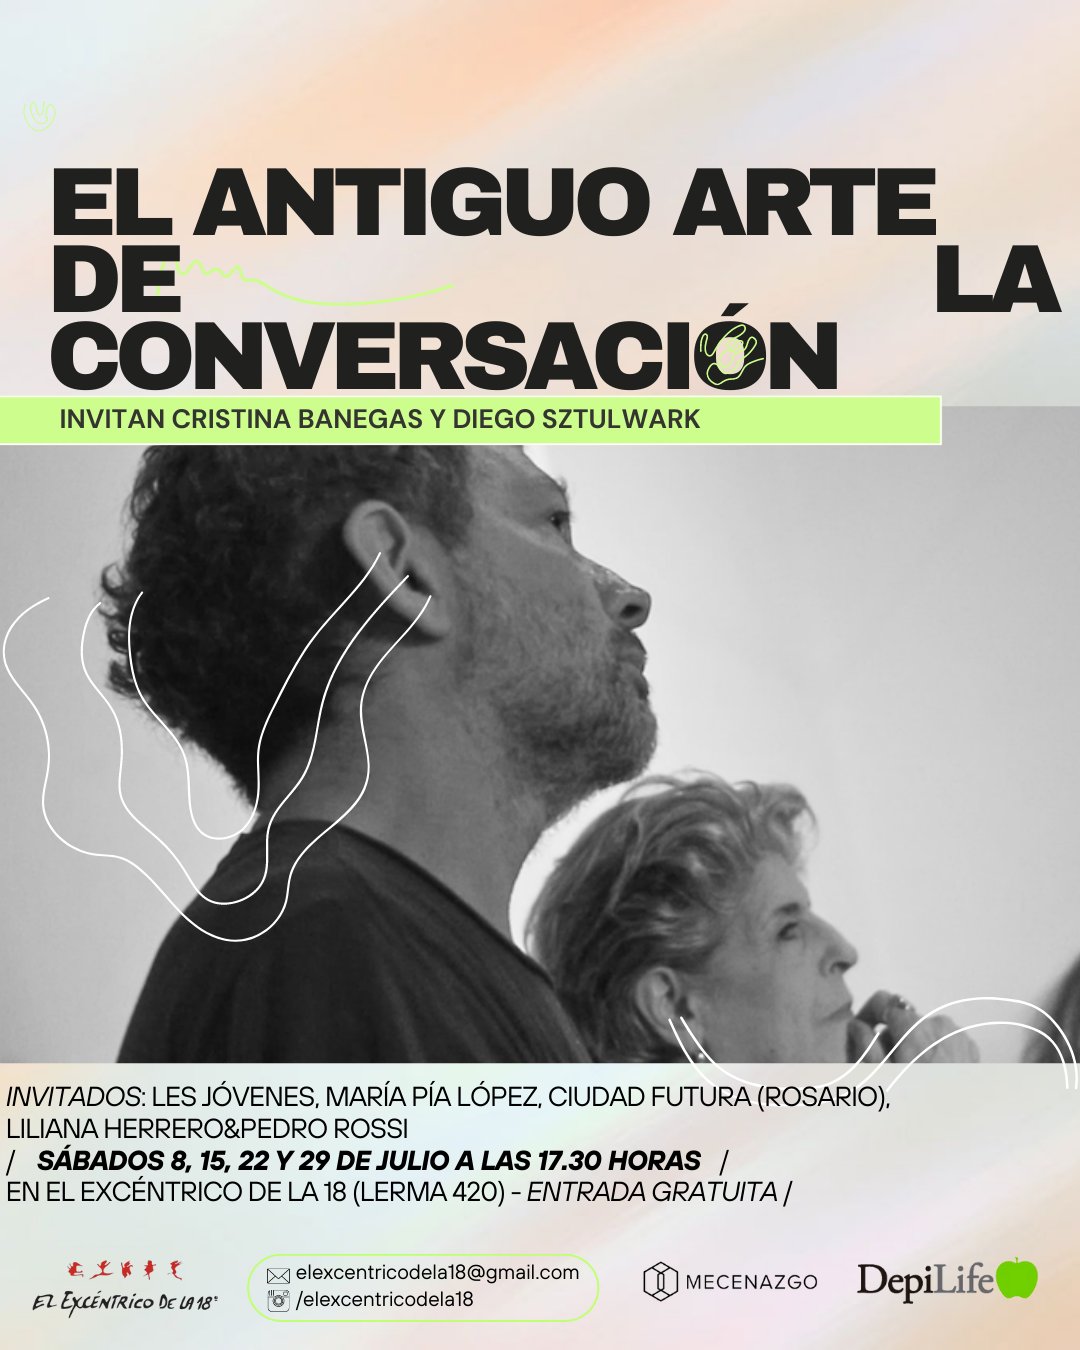 EL ANTIGUO ARTE
DE LA
CONVERSACIÓN
INVITAN CRISTINA BANEGAS Y DIEGO SZTULWARK
INVITADOS: LES JÓVENES, MARÍA PÍA LÓPEZ, CIUDAD FUTURA (ROSARIO),
LILIANA HERRERO&PEDRO ROSSI
/ SÁBADOS 8, 15, 22 Y 29 DE JULIO A LAS 17.30 HORAS /
EN EL EXCÉNTRICO DE LA 18 (LERMA 420) - ENTRADA GRATUITA /
EL EXCÉNTRICO DE LA 18º
elexcentricodela18@gmail.com
/elexcentricodela18
MECENAZGO
DepiLife